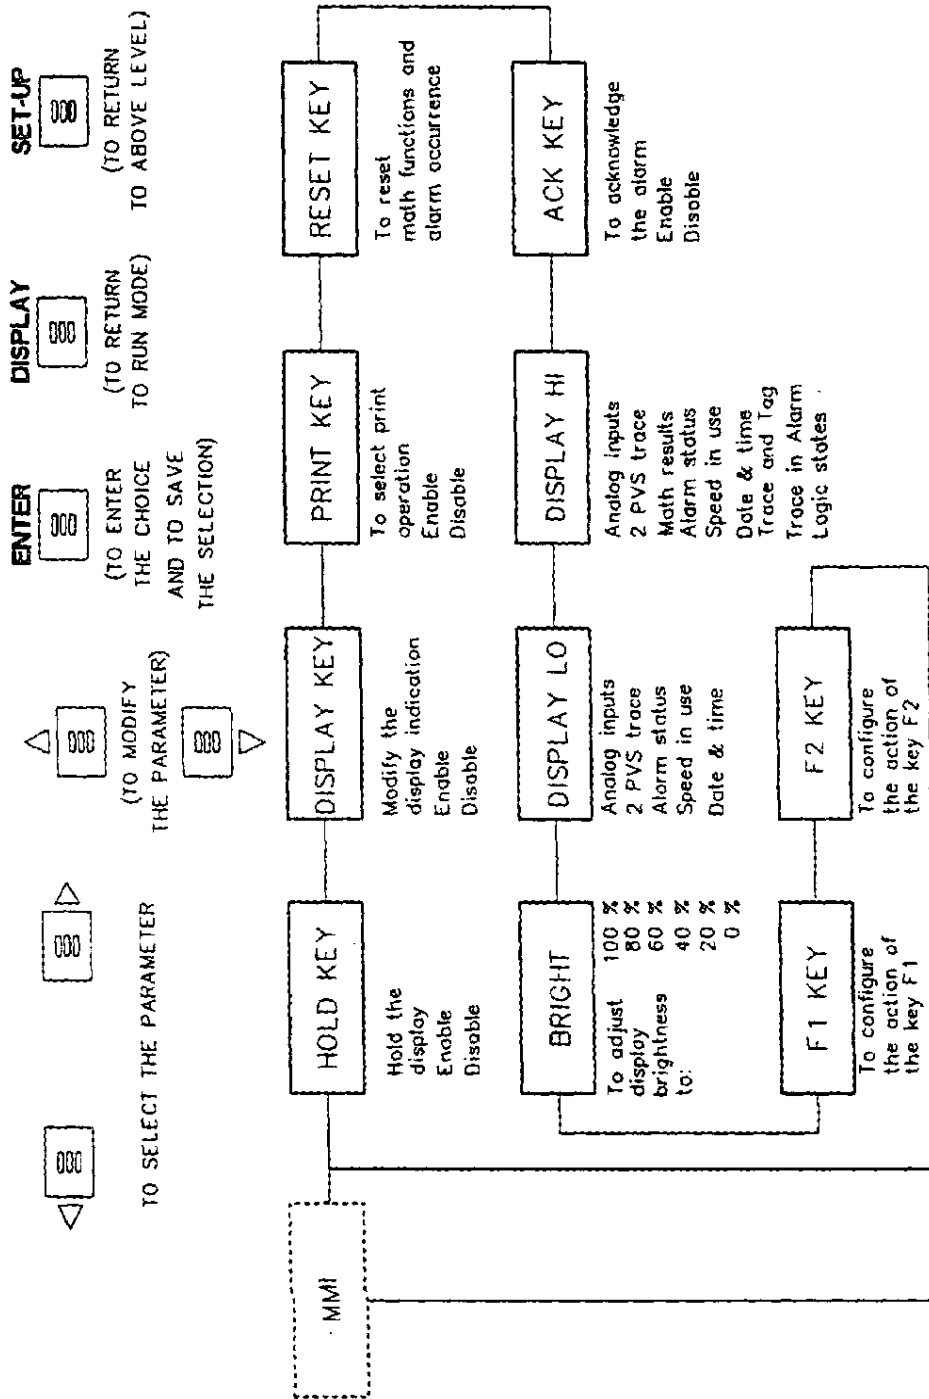 TO SELECT THE PARAMETER
(TO MODIFY
THE PARAMETER)
ENTER
(TO ENTER
THE CHOICE
AND TO SAVE
THE SELECTION)
DISPLAY
(TO RETURN
TO RUN MODE)
SET-UP
(TO RETURN
TO ABOVE LEVEL)
MMI
HOLD KEY
Hold the
display
Enable
Disable
DISPLAY KEY
Modify the
display indication
Enable
Disable
PRINT KEY
To select print
operation
Enable
Disable
RESET KEY
To reset
math functions and
alarm occurrence
BRIGHT
To adjust
display
brightness
to:
100 %
80 %
60 %
40 %
20 %
0 %
DISPLAY LO
Analog inputs
2 PVS trace
Alarm status
Speed in use
Date & time
DISPLAY HI
Analog inputs
2 PVS trace
Math results
Alarm status
Speed in use
Date & time
Trace and Tag
Trace in Alarm
Logic states
ACK KEY
To acknowledge
the alarm
Enable
Disable
F1 KEY
To configure
the action of
the key F1
F2 KEY
To configure
the action of
the key F2